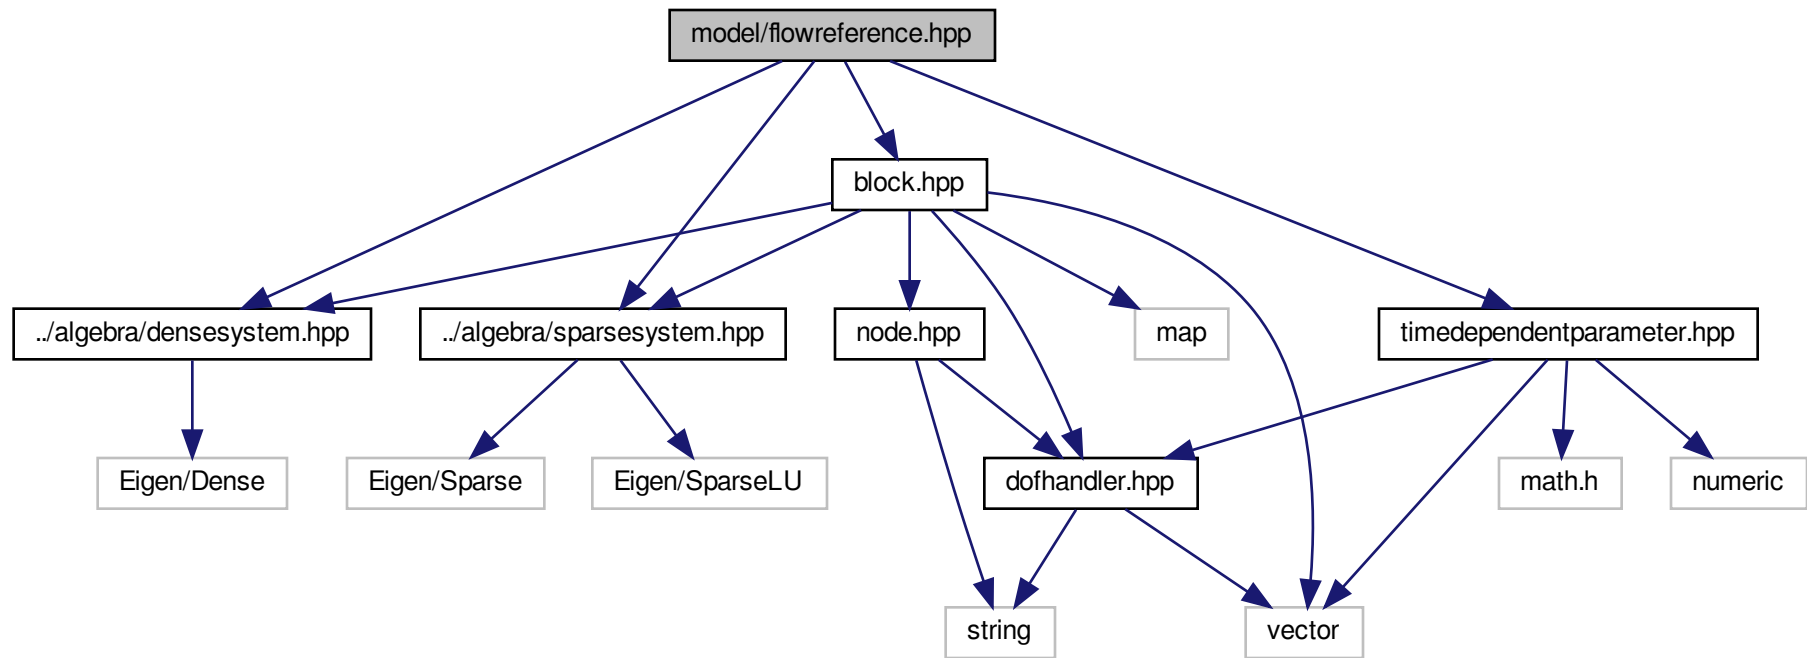 model/flowreference.hpp
block.hpp
../algebra/densesystem.hpp
../algebra/sparsesystem.hpp
node.hpp
map
timedependentparameter.hpp
Eigen/Dense
Eigen/Sparse
Eigen/SparseLU
dofhandler.hpp
math.h
numeric
string
vector